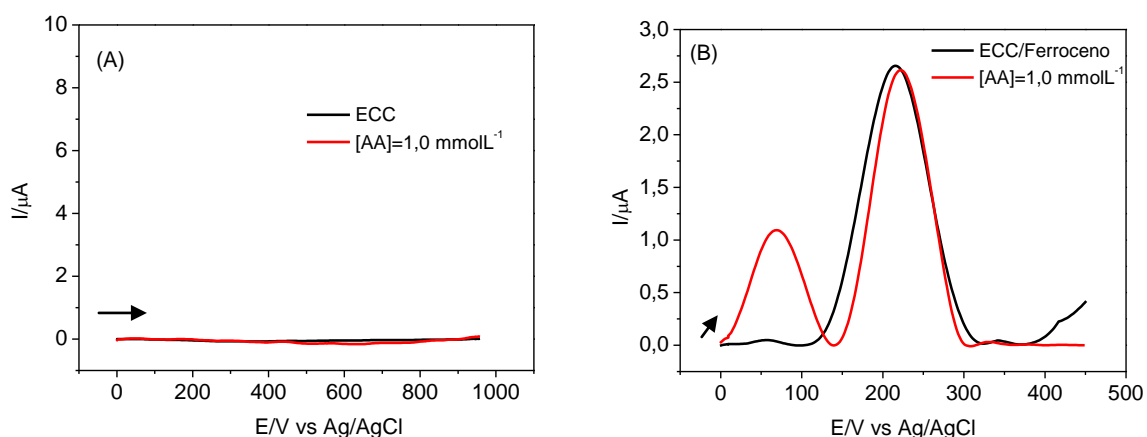 (A)
ECC
[AA]=1,0 mmolL⁻¹
I/μA
10
8
6
4
2
0
0 200 400 600 800 1000
E/V vs Ag/AgCl
(B)
ECC/Ferroceno
[AA]=1,0 mmolL⁻¹
I/μA
3,0
2,5
2,0
1,5
1,0
0,5
0,0
0 100 200 300 400 500
E/V vs Ag/AgCl